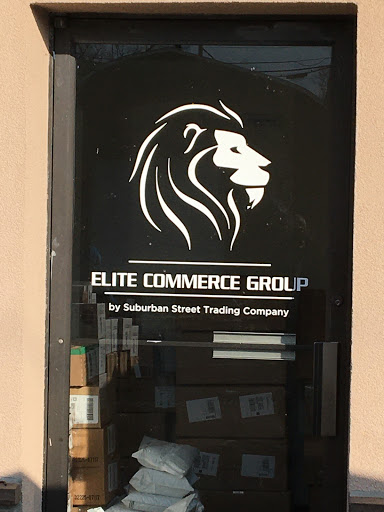 ELITE COMMERCE GROUP
by Suburban Street Trading Company